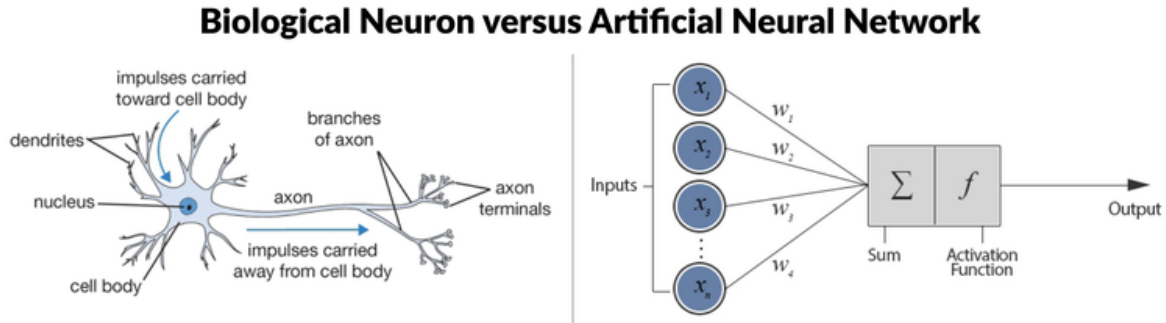 Biological Neuron versus Artificial Neural Network
impulses carried
toward cell body
dendrites
nucleus
cell body
axon
impulses carried
away from cell body
branches
of axon
axon
terminals
Inputs
x1
x2
x3
xn
w1
w2
w3
w4
Σ
f
Sum
Activation
Function
Output